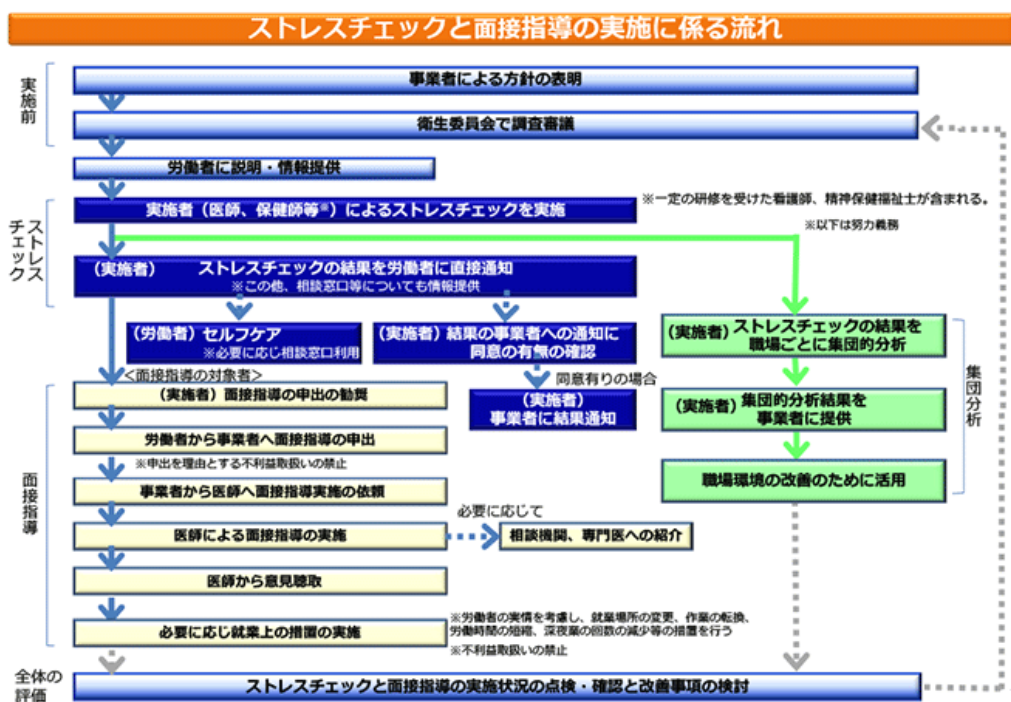 ストレスチェックと面接指導の実施に係る流れ
実施前
事業者による方針の表明
衛生委員会で調査審議
労働者に説明・情報提供
ストレスチェック
実施者（医師、保健師等※）によるストレスチェックを実施
※一定の研修を受けた看護師、精神保健福祉士が含まれる。
※以下は努力義務
（実施者） ストレスチェックの結果を労働者に直接通知
※この他、相談窓口等についても情報提供
（労働者）セルフケア
※必要に応じ相談窓口利用
（実施者）結果の事業者への通知に
同意の有無の確認
同意有りの場合
（実施者）
事業者に結果通知
（実施者）ストレスチェックの結果を
職場ごとに集団的分析
（実施者）集団的分析結果を
事業者に提供
職場環境の改善のために活用
集団分析
面接指導
＜面接指導の対象者＞
（実施者）面接指導の申出の勧奨
労働者から事業者へ面接指導の申出
※申出を理由とする不利益取扱いの禁止
事業者から医師へ面接指導実施の依頼
医師による面接指導の実施
必要に応じて
相談機関、専門医への紹介
医師から意見聴取
必要に応じ就業上の措置の実施
※労働者の実情を考慮し、就業場所の変更、作業の転換、
労働時間の短縮、深夜業の回数の減少等の措置を行う
※不利益取扱いの禁止
全体の
評価
ストレスチェックと面接指導の実施状況の点検・確認と改善事項の検討